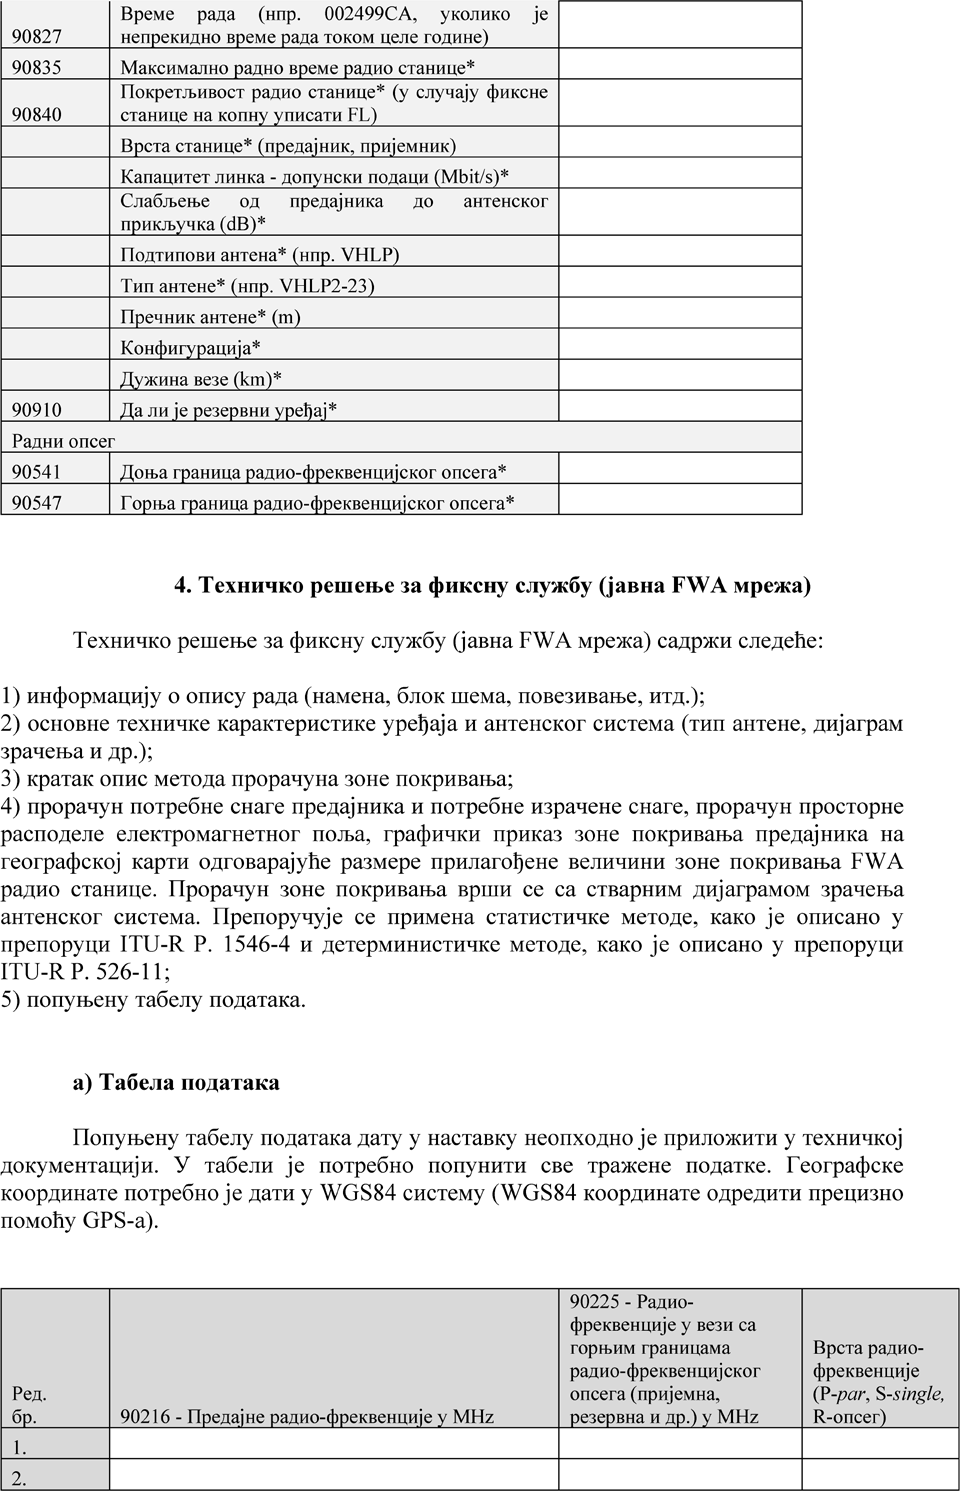 Време рада (нпр. 002499CA, уколико је
90827 непрекидно време рада током целе године)
90835 Максимално радно време радио станице*
Покретљивост радио станице* (у случају фиксне
90840 станице на копну уписати FL)
Врста станице* (предајник, пријемник)
Капацитет линка - допунски подаци (Mbit/s)*
Слабљење од предајника до антенског
прикључка (dB)*
Подтипови антена* (нпр. VHLP)
Тип антене* (нпр. VHLP2-23)
Пречник антене* (m)
Конфигурација*
Дужина везе (km)*
90910 Да ли је резервни уређај*
Радни опсег
90541 Доња граница радио-фреквенцијског опсега*
90547 Горња граница радио-фреквенцијског опсега*
4. Техничко решење за фиксну службу (јавна FWA мрежа)
Техничко решење за фиксну службу (јавна FWA мрежа) садржи следеће:
1) информацију о опису рада (намена, блок шема, повезивање, итд.);
2) основне техничке карактеристике уређаја и антенског система (тип антене, дијаграм
зрачења и др.);
3) кратак опис метода прорачуна зоне покривања;
4) прорачун потребне снаге предајника и потребне израчене снаге, прорачун просторне
расподеле електромагнетног поља, графички приказ зоне покривања предајника на
географској карти одговарајуће размере прилагођене величини зоне покривања FWA
радио станице. Прорачун зоне покривања врши се са стварним дијаграмом зрачења
антенског система. Препоручује се примена статистичке методе, како је описано у
препоруци ITU-R P. 1546-4 и детерминистичке методе, како је описано у препоруци
ITU-R P. 526-11;
5) попуњену табелу података.
а) Табела података
Попуњену табелу података дату у наставку неопходно је приложити у техничкој
документацији. У табели је потребно попунити све тражене податке. Географске
координате потребно је дати у WGS84 систему (WGS84 координате одредити прецизно
помоћу GPS-а).
Ред.
бр.
90216 - Предајне радио-фреквенције у MHz
90225 - Радио-
фреквенције у вези са
горњим границама
радио-фреквенцијског
опсега (пријемна,
резервна и др.) у MHz
Врста радио-
фреквенције
(P-par, S-single,
R-опсег)
1.
2.